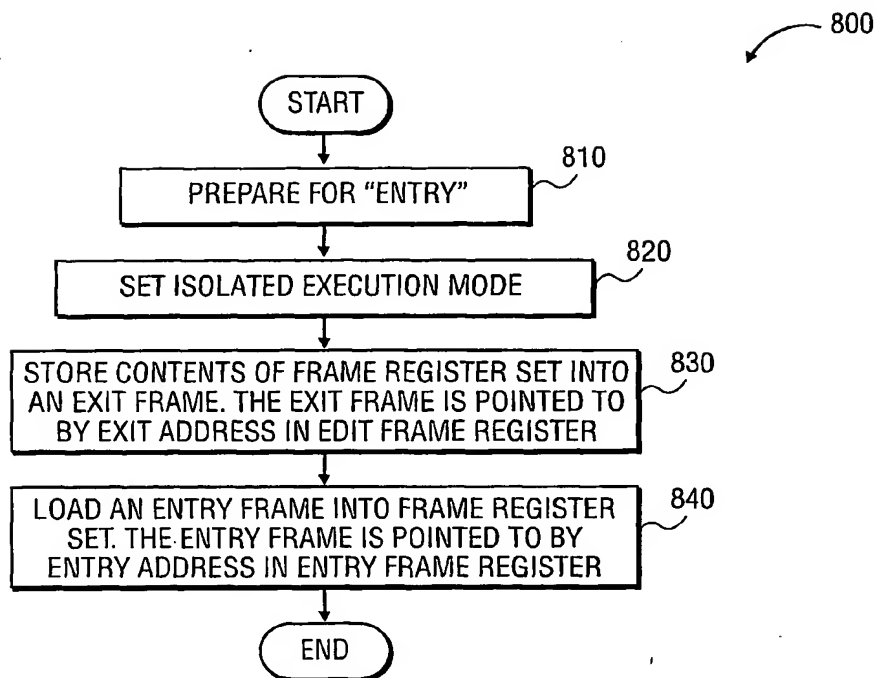 800
START
810
PREPARE FOR “ENTRY”
820
SET ISOLATED EXECUTION MODE
830
STORE CONTENTS OF FRAME REGISTER SET INTO
AN EXIT FRAME. THE EXIT FRAME IS POINTED TO
BY EXIT ADDRESS IN EDIT FRAME REGISTER
840
LOAD AN ENTRY FRAME INTO FRAME REGISTER
SET. THE ENTRY FRAME IS POINTED TO BY
ENTRY ADDRESS IN ENTRY FRAME REGISTER
END